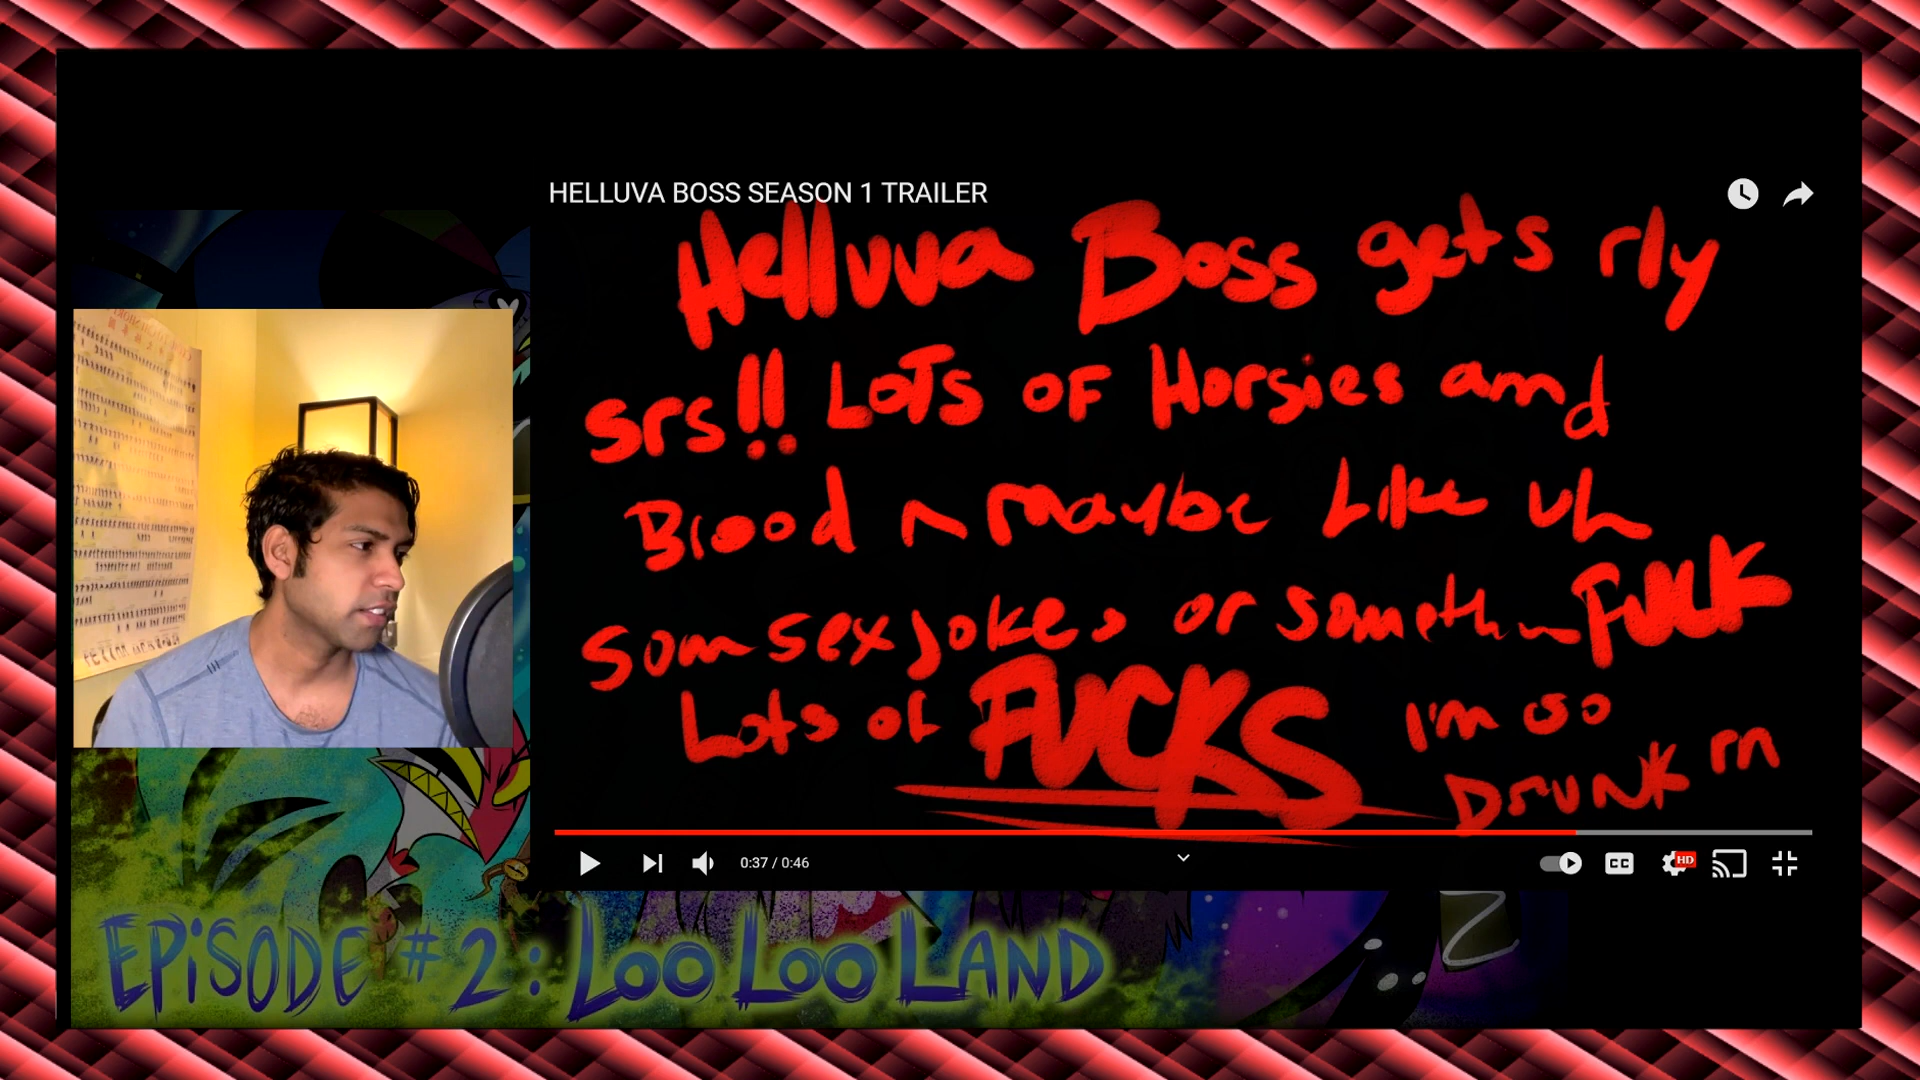 HELLUVA BOSS SEASON 1 TRAILER
Helluva Boss gets rly
srs!! LOTS OF Horsies and
Blood n maybe Like uh
som sex jokes or somethin FUCK
Lots of FUCKS I'm so
DrUNK rn
0:37 / 0:46
CC
HD
EPiSODE #2: LOO LOO LAND